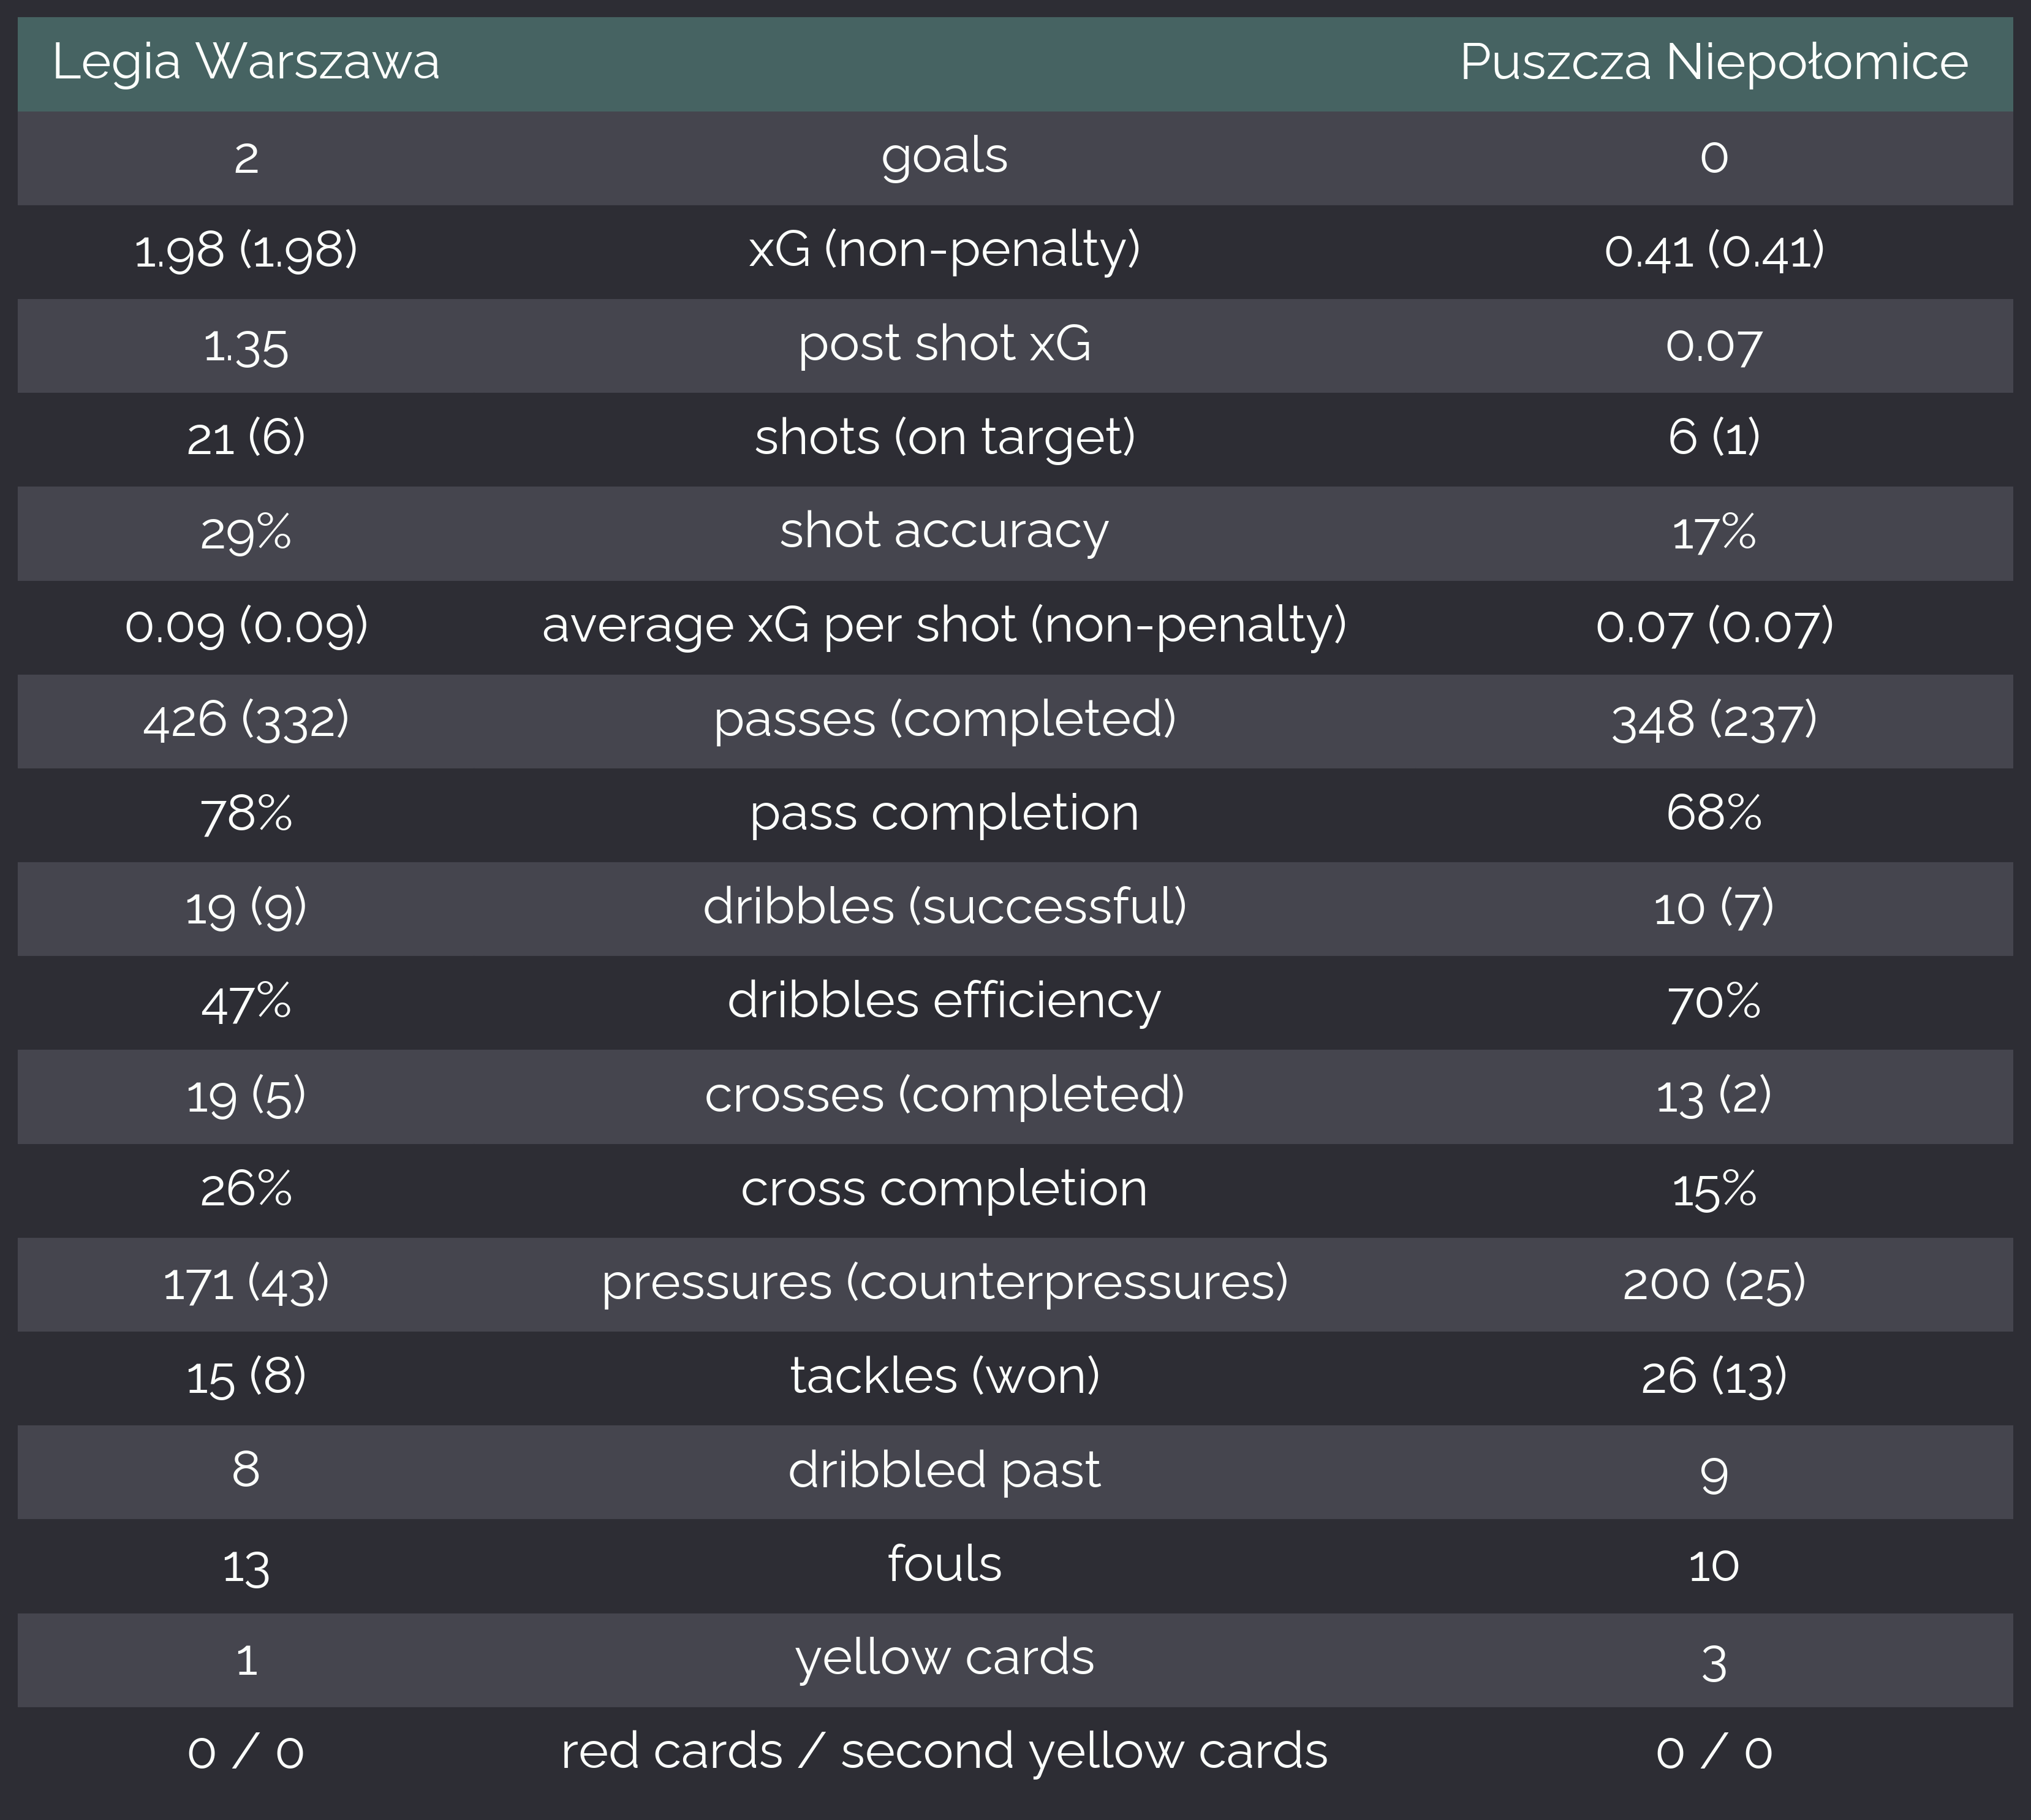 Legia Warszawa Puszcza Niepołomice
2 goals 0
1.98 (1.98) xG (non-penalty) 0.41 (0.41)
1.35 post shot xG 0.07
21 (6) shots (on target) 6 (1)
29% shot accuracy 17%
0.09 (0.09) average xG per shot (non-penalty) 0.07 (0.07)
426 (332) passes (completed) 348 (237)
78% pass completion 68%
19 (9) dribbles (successful) 10 (7)
47% dribbles efficiency 70%
19 (5) crosses (completed) 13 (2)
26% cross completion 15%
171 (43) pressures (counterpressures) 200 (25)
15 (8) tackles (won) 26 (13)
8 dribbled past 9
13 fouls 10
1 yellow cards 3
0 / 0 red cards / second yellow cards 0 / 0